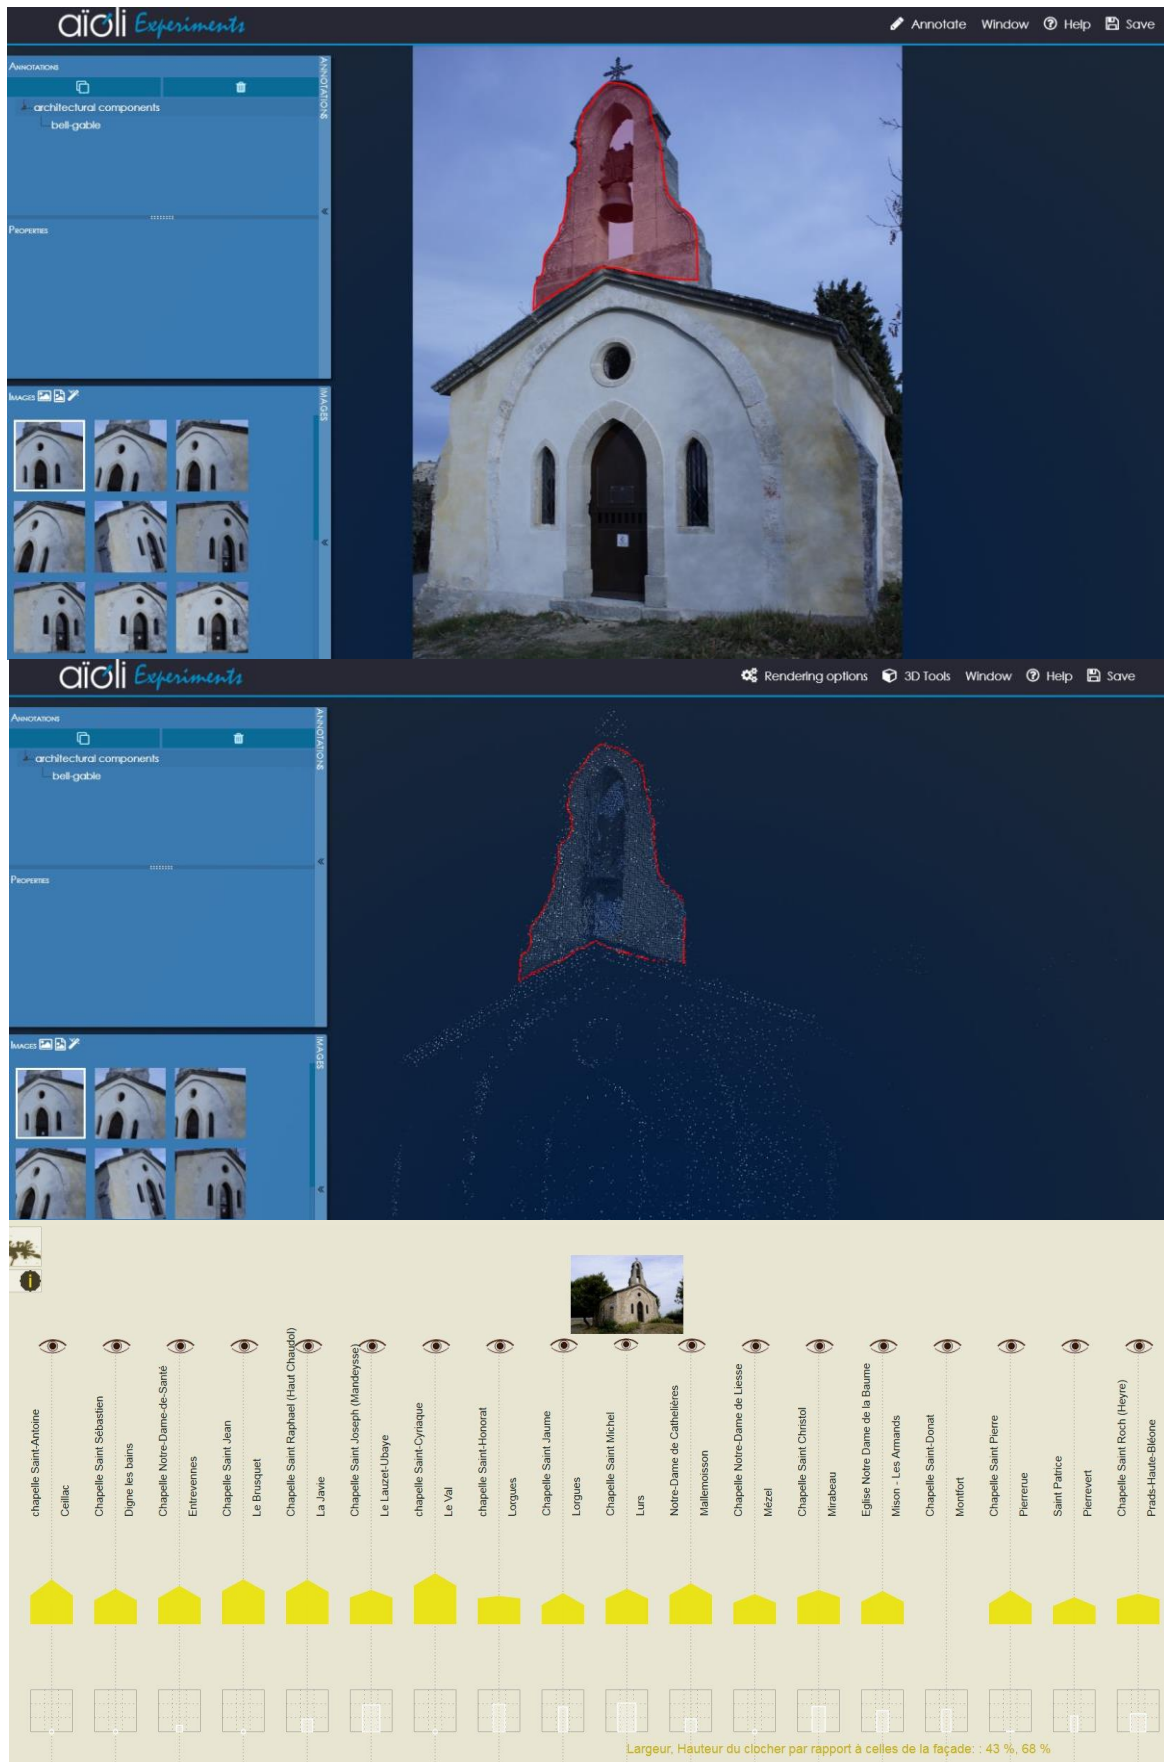 aïoli Experiments
Annotate Window Help Save
ANNOTATIONS
ANNOTATIONS
architectural components
bell-gable
PROPERTIES
IMAGES
IMAGES
aïoli Experiments
Rendering options 3D Tools Window Help Save
ANNOTATIONS
ANNOTATIONS
architectural components
bell-gable
PROPERTIES
IMAGES
IMAGES
i
chapelle Saint-Antoine
Ceillac
Chapelle Saint Sébastien
Digne les bains
Chapelle Notre-Dame-de-Santé
Entrevennes
Chapelle Saint Jean
Le Brusquet
Chapelle Saint Raphael (Haut Chaudol)
La Javie
Chapelle Saint Joseph (Mandeysse)
Le Lauzet-Ubaye
chapelle Saint-Cyriaque
Le Val
chapelle Saint-Honorat
Lorgues
Chapelle Saint Jaume
Lorgues
Chapelle Saint Michel
Lurs
Notre-Dame de Cathelières
Mallemoisson
Chapelle Notre-Dame de Liesse
Mézel
Chapelle Saint Christol
Mirabeau
Eglise Notre Dame de la Baume
Mison - Les Armands
Chapelle Saint-Donat
Montfort
Chapelle Saint Pierre
Pierrerue
Saint Patrice
Pierrevert
Chapelle Saint Roch (Heyre)
Prads-Haute-Bléone
Largeur, Hauteur du clocher par rapport à celles de la façade: : 43 %, 68 %